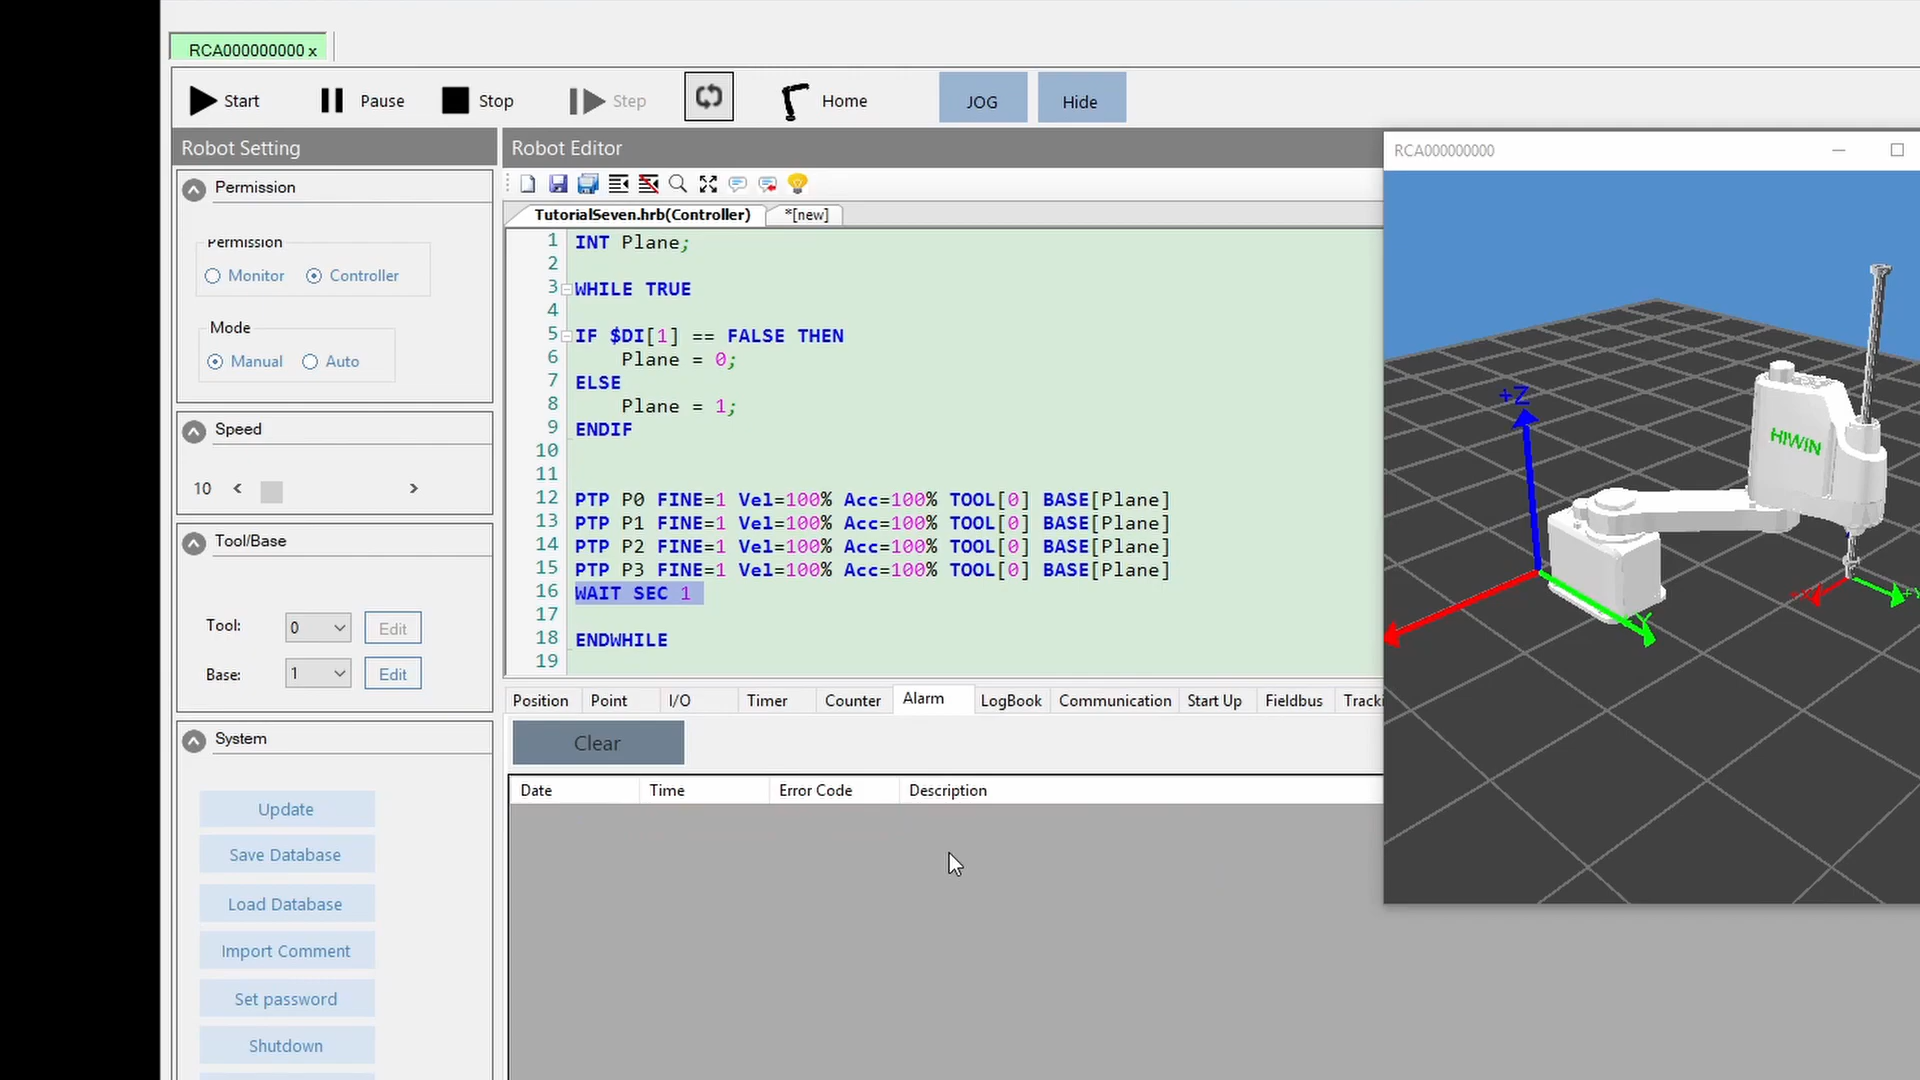 RCA000000000 x
Start Pause Stop Step Home JOG Hide
Robot Setting
Permission
Permission
Monitor Controller
Mode
Manual Auto
Speed
10 < >
Tool/Base
Tool: 0 Edit
Base: 1 Edit
System
Update
Save Database
Load Database
Import Comment
Set password
Shutdown
Robot Editor
TutorialSeven.hrb(Controller) *[new]
1 INT Plane;
2
3 WHILE TRUE
4
5 IF $DI[1] == FALSE THEN
6 Plane = 0;
7 ELSE
8 Plane = 1;
9 ENDIF
10
11
12 PTP P0 FINE=1 Vel=100% Acc=100% TOOL[0] BASE[Plane]
13 PTP P1 FINE=1 Vel=100% Acc=100% TOOL[0] BASE[Plane]
14 PTP P2 FINE=1 Vel=100% Acc=100% TOOL[0] BASE[Plane]
15 PTP P3 FINE=1 Vel=100% Acc=100% TOOL[0] BASE[Plane]
16 WAIT SEC 1
17
18 ENDWHILE
19
Position Point I/O Timer Counter Alarm LogBook Communication Start Up Fieldbus Tracki
Clear
Date Time Error Code Description
RCA000000000
+Z
HIWIN
Y